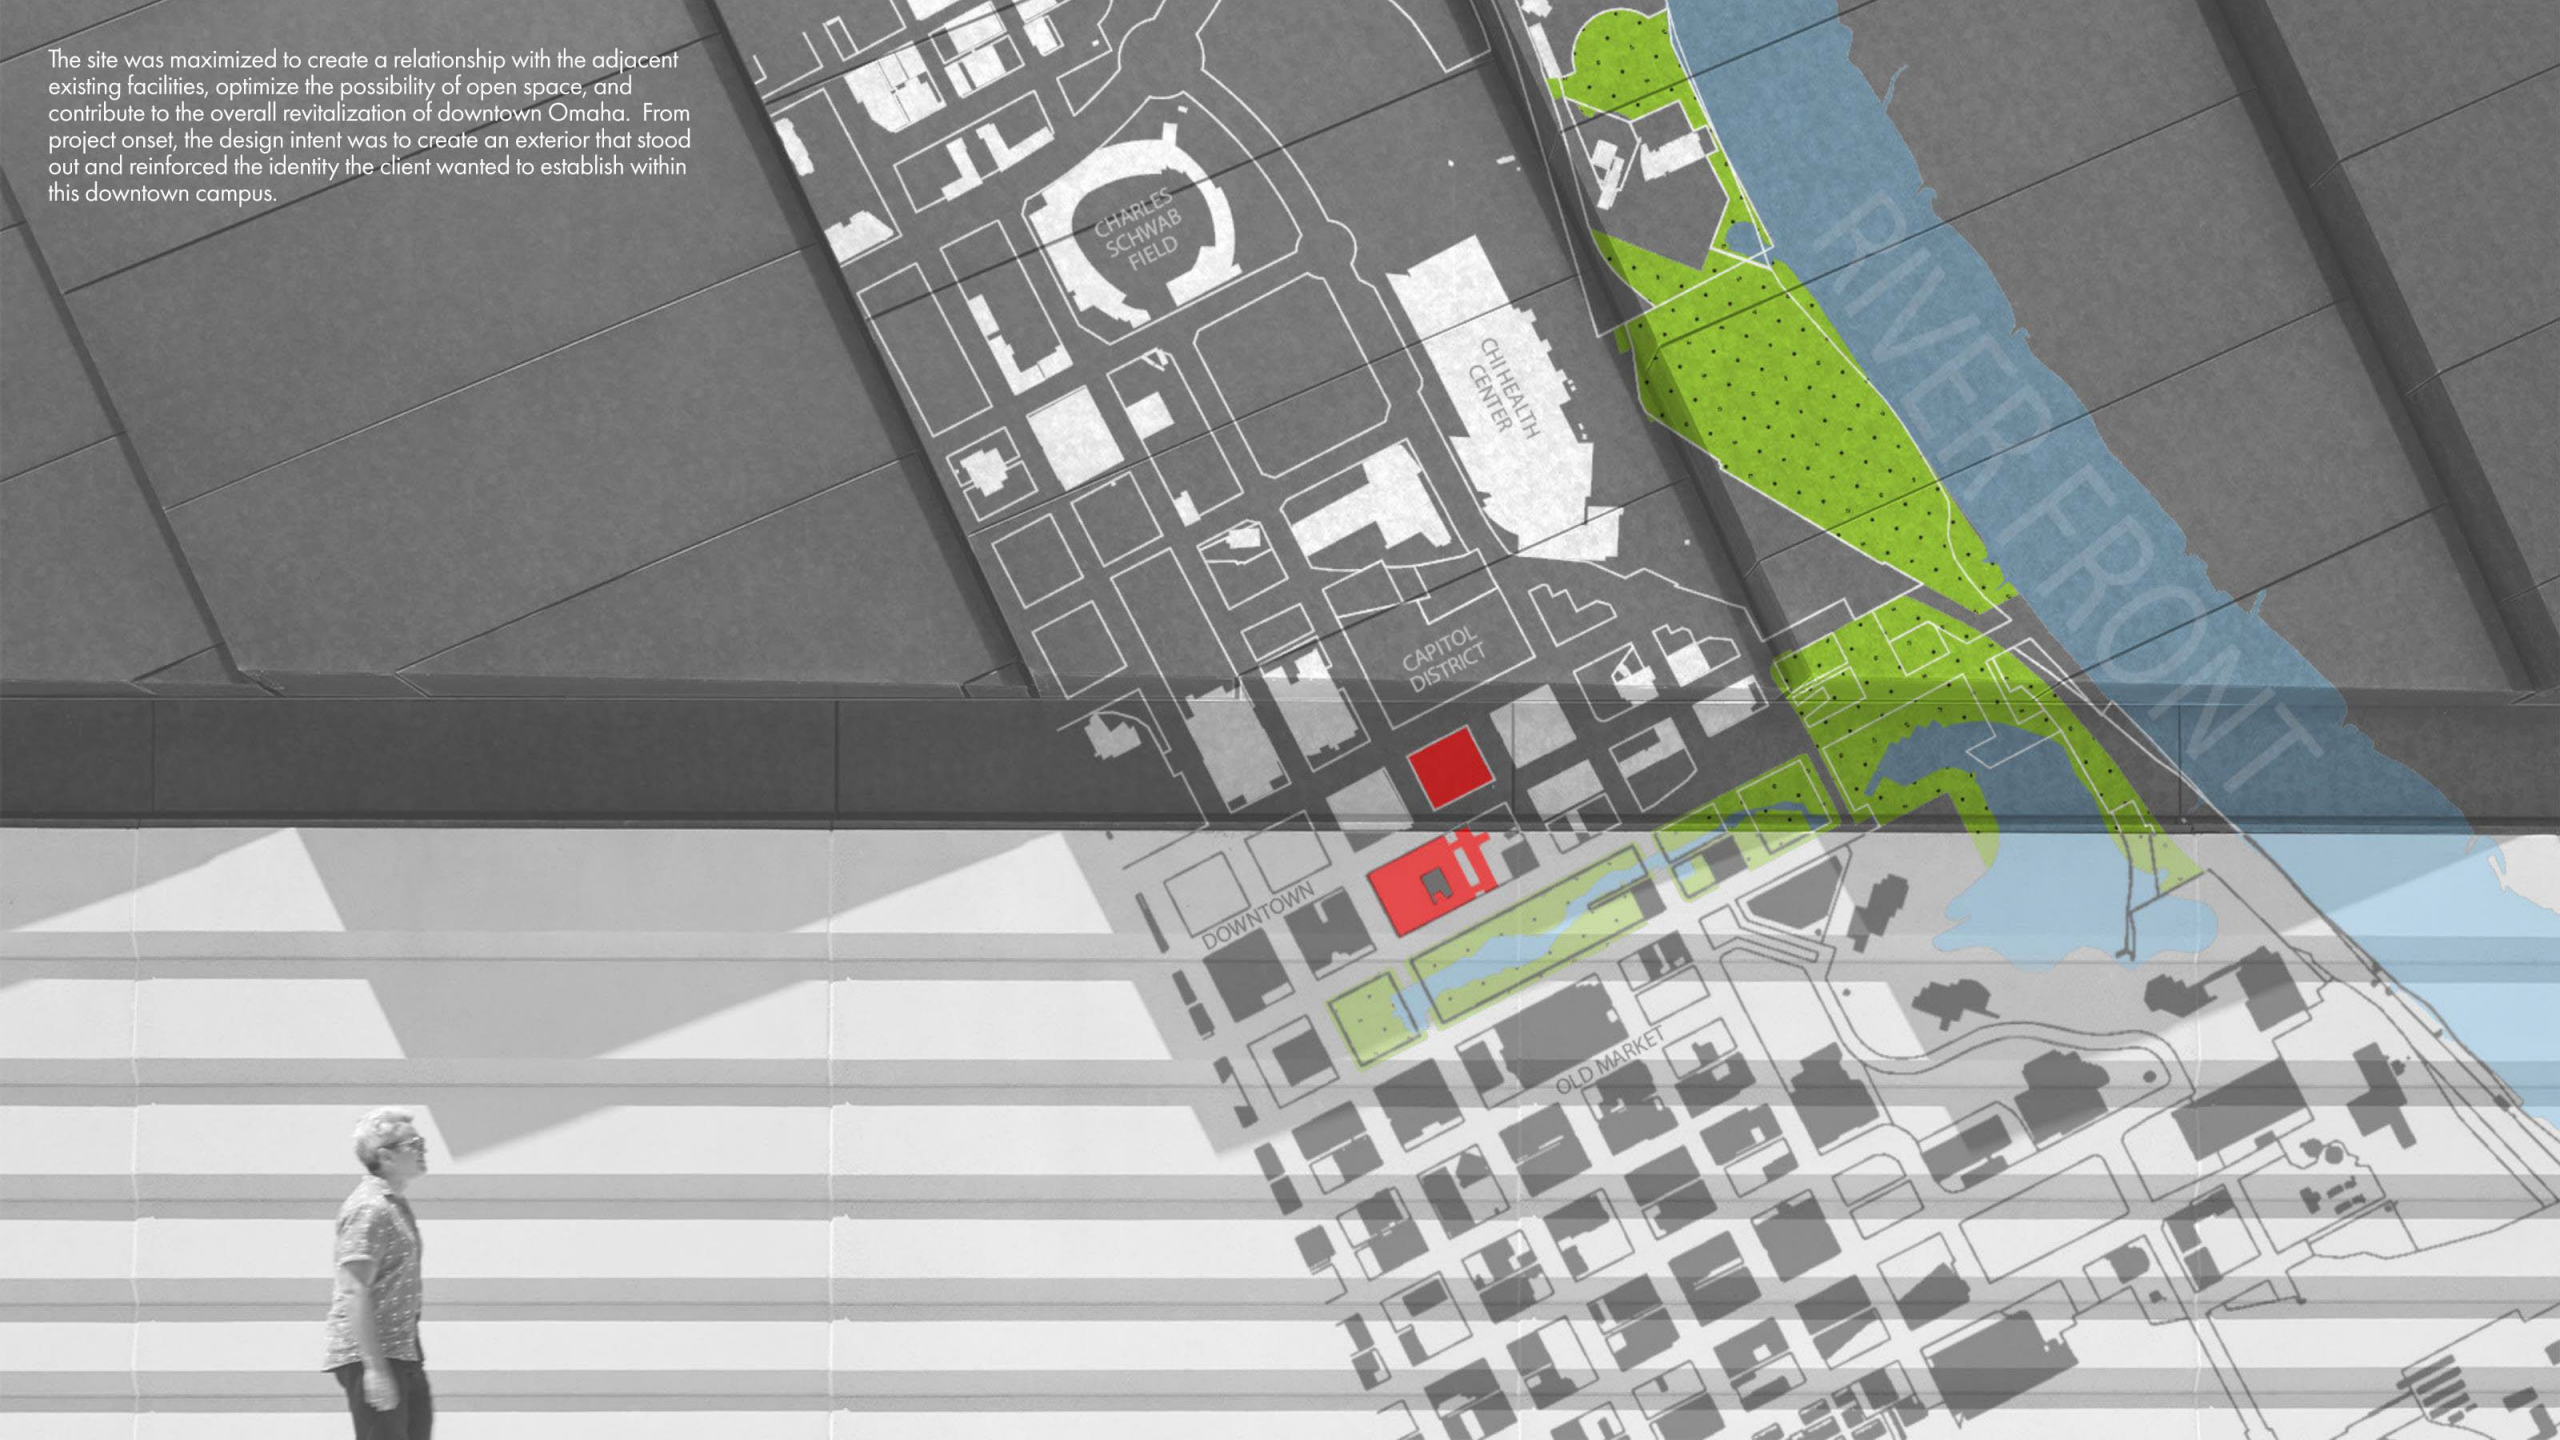 The site was maximized to create a relationship with the adjacent
existing facilities, optimize the possibility of open space, and
contribute to the overall revitalization of downtown Omaha.  From
project onset, the design intent was to create an exterior that stood
out and reinforced the identity the client wanted to establish within
this downtown campus.
CHARLES
SCHWAB
FIELD
CHI HEALTH
CENTER
RIVER FRONT
CAPITOL
DISTRICT
DOWNTOWN
OLD MARKET